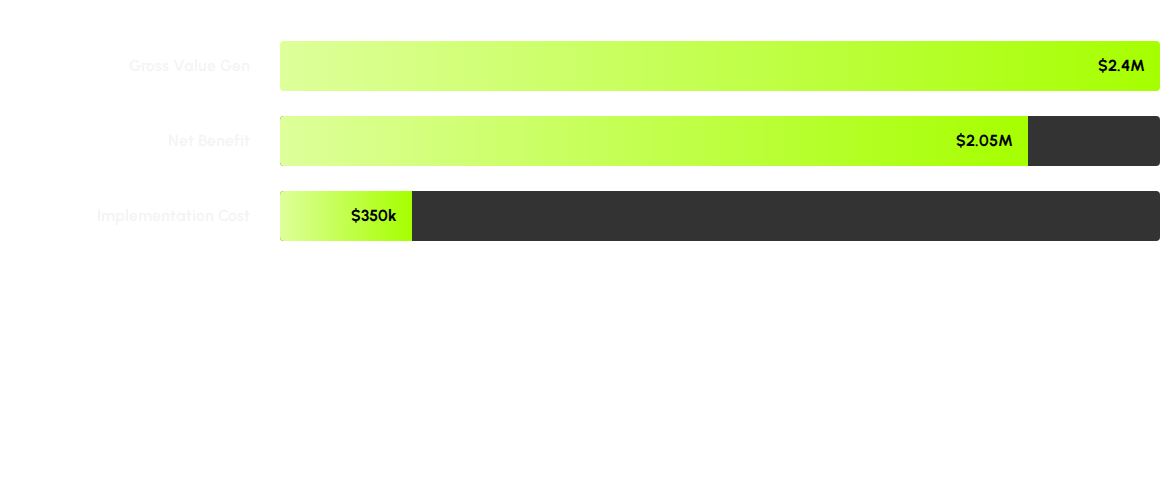 Gross Value Gen $2.4M
Net Benefit $2.05M
Implementation Cost $350k